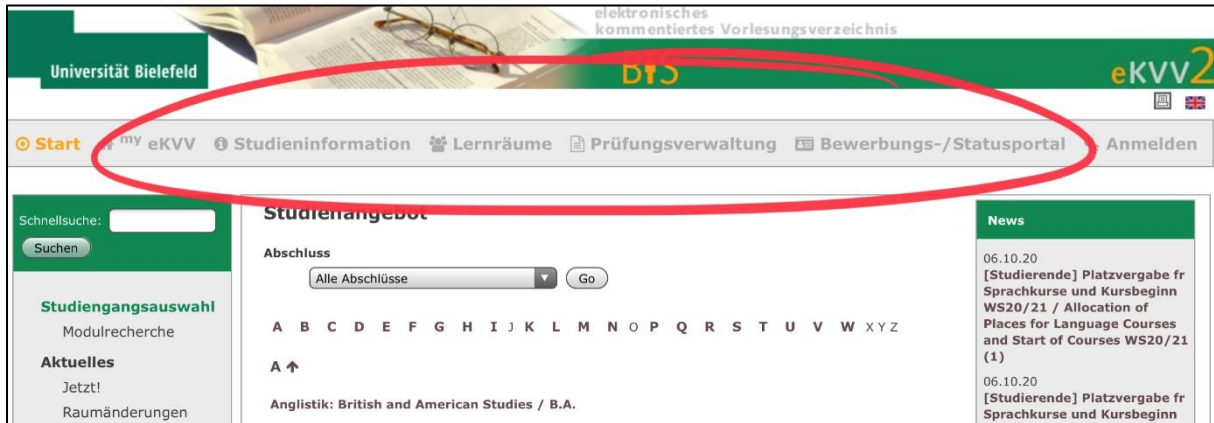 elektronisches
kommentiertes Vorlesungsverzeichnis
Universität Bielefeld
BIS
eKVV2
Start my eKVV Studieninformation Lernräume Prüfungsverwaltung Bewerbungs-/Statusportal Anmelden
Schnellsuche:
Suchen
Studiengangsauswahl
Modulrecherche
Aktuelles
Jetzt!
Raumänderungen
Studienangebot
Abschluss
Alle Abschlüsse Go
A B C D E F G H I J K L M N O P Q R S T U V W X Y Z
A
Anglistik: British and American Studies / B.A.
News
06.10.20
[Studierende] Platzvergabe fr
Sprachkurse und Kursbeginn
WS20/21 / Allocation of
Places for Language Courses
and Start of Courses WS20/21
(1)
06.10.20
[Studierende] Platzvergabe fr
Sprachkurse und Kursbeginn